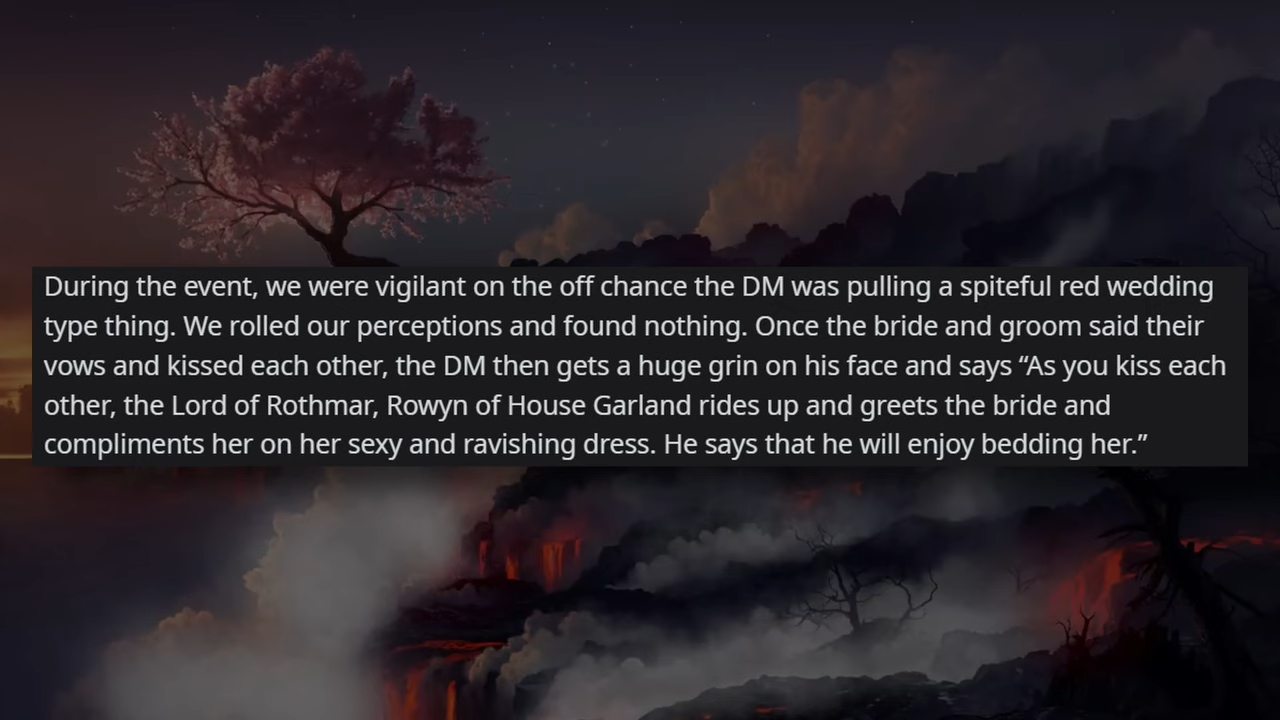 During the event, we were vigilant on the off chance the DM was pulling a spiteful red wedding
type thing. We rolled our perceptions and found nothing. Once the bride and groom said their
vows and kissed each other, the DM then gets a huge grin on his face and says “As you kiss each
other, the Lord of Rothmar, Rowyn of House Garland rides up and greets the bride and
compliments her on her sexy and ravishing dress. He says that he will enjoy bedding her.”